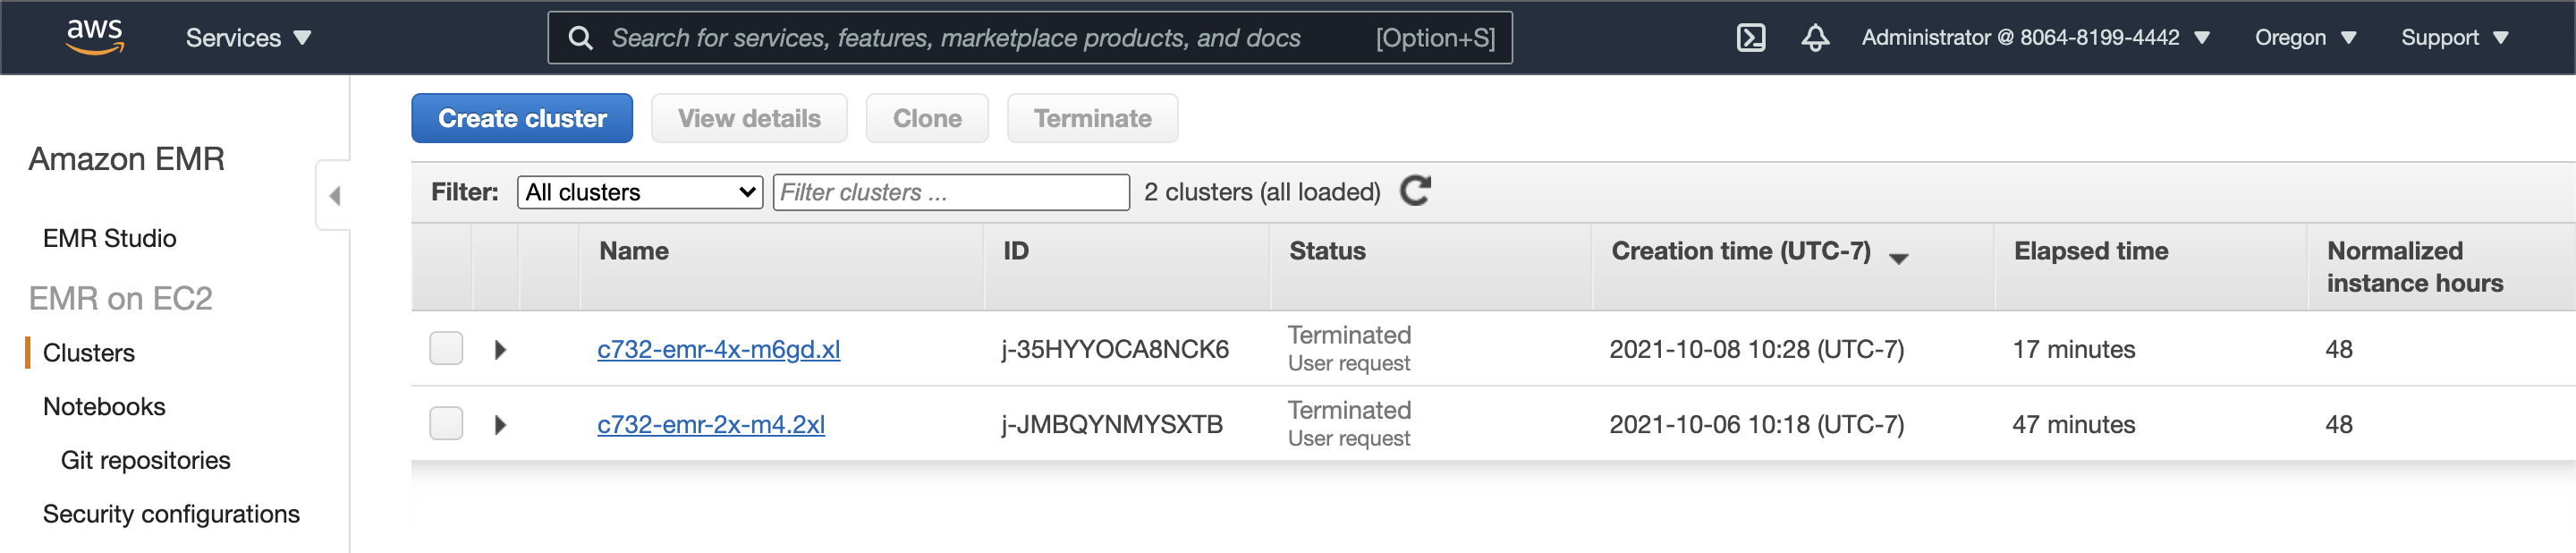 aws
Services
Search for services, features, marketplace products, and docs [Option+S]
Administrator @ 8064-8199-4442
Oregon
Support
Amazon EMR
EMR Studio
EMR on EC2
Clusters
Notebooks
Git repositories
Security configurations
Create cluster View details Clone Terminate
Filter: All clusters Filter clusters ... 2 clusters (all loaded)
Name ID Status Creation time (UTC-7) Elapsed time Normalized
instance hours
c732-emr-4x-m6gd.xl j-35HYYOCA8NCK6 Terminated 2021-10-08 10:28 (UTC-7) 17 minutes 48
User request
c732-emr-2x-m4.2xl j-JMBQYNMYSXTB Terminated 2021-10-06 10:18 (UTC-7) 47 minutes 48
User request